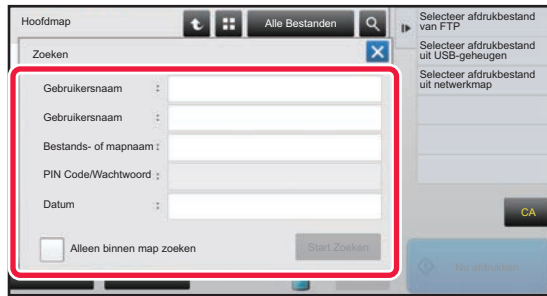 Hoofdmap
Alle Bestanden
Zoeken
Gebruikersnaam :
Gebruikersnaam :
Bestands- of mapnaam :
PIN Code/Wachtwoord :
Datum :
Alleen binnen map zoeken
Start Zoeken
Selecteer afdrukbestand
van FTP
Selecteer afdrukbestand
uit USB-geheugen
Selecteer afdrukbestand
uit netwerkmap
CA
Nu afdrukken